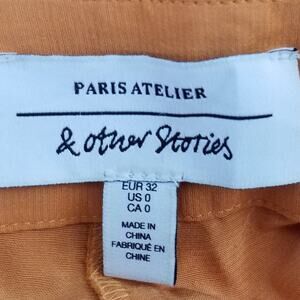 PARIS ATELIER
& other Stories
EUR 32
US 0
CA 0
MADE IN
CHINA
FABRIQUÉ EN
CHINE